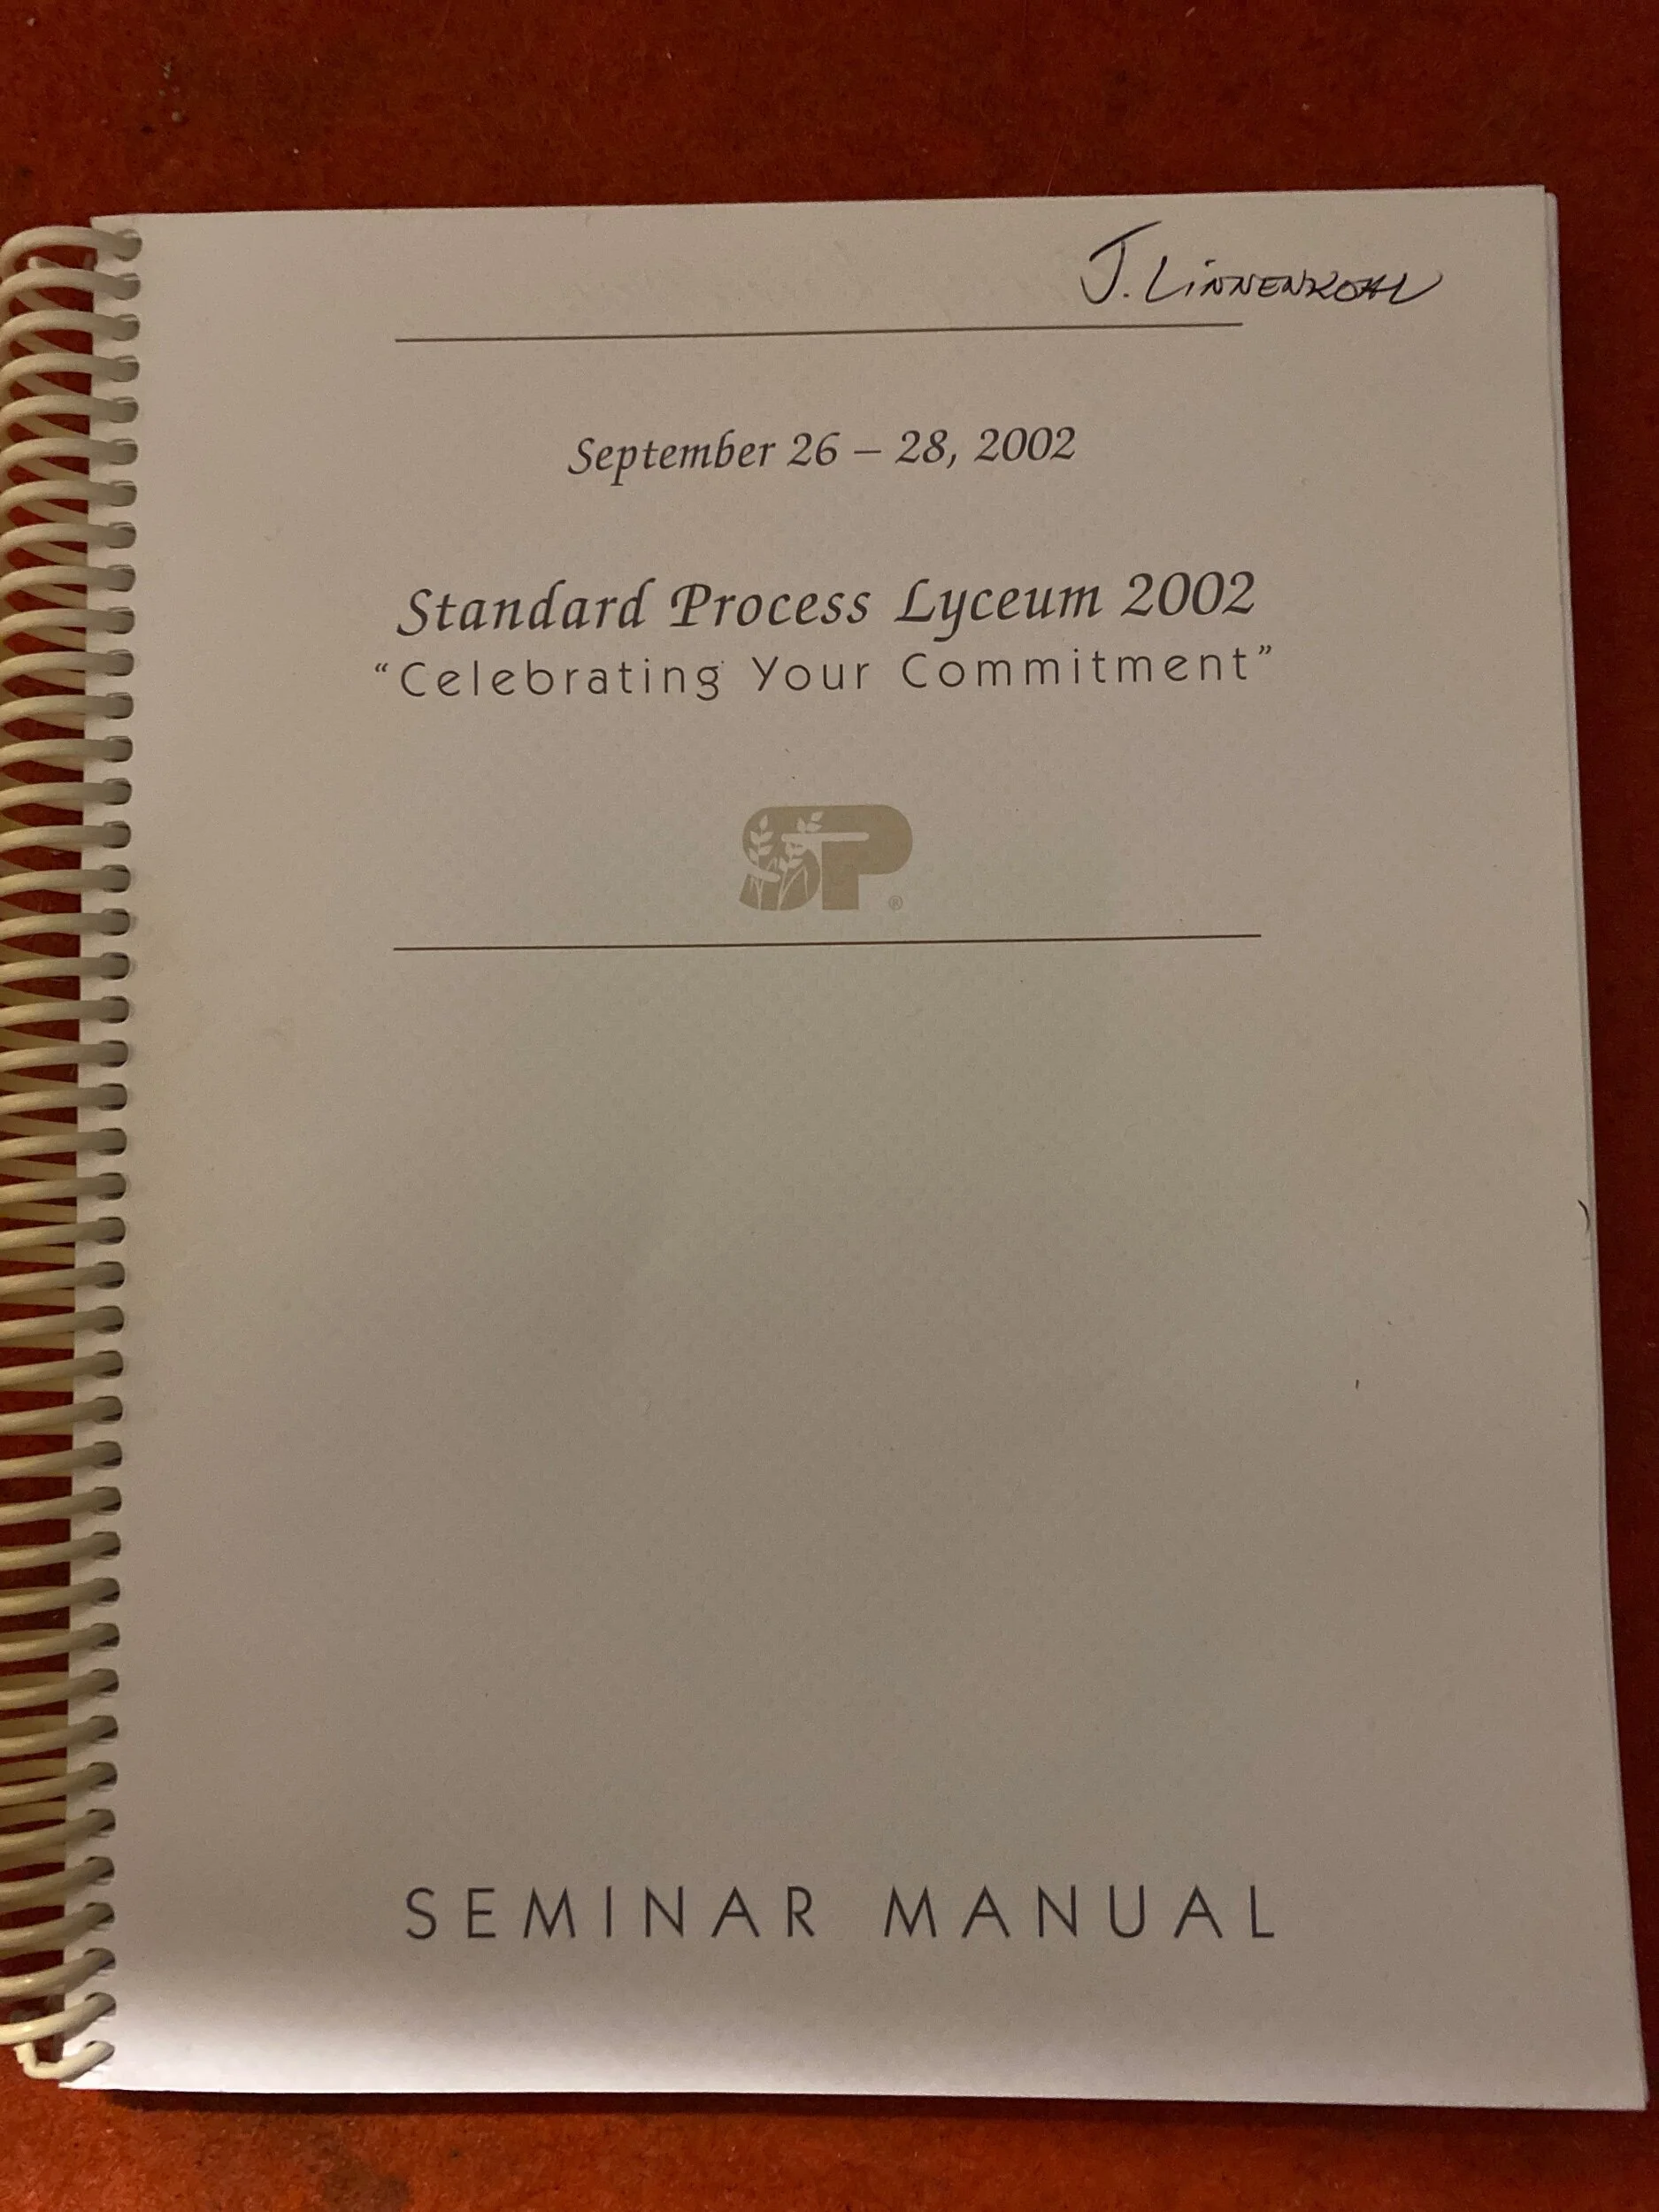 J. LINNENKOHL
September 26 – 28, 2002
Standard Process Lyceum 2002
“Celebrating Your Commitment”
SP®
SEMINAR MANUAL